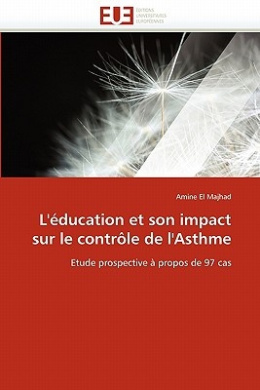 EUE
ÉDITIONS
UNIVERSITAIRES
EUROPÉENNES
Amine El Majhad
L'éducation et son impact
sur le contrôle de l'Asthme
Etude prospective à propos de 97 cas